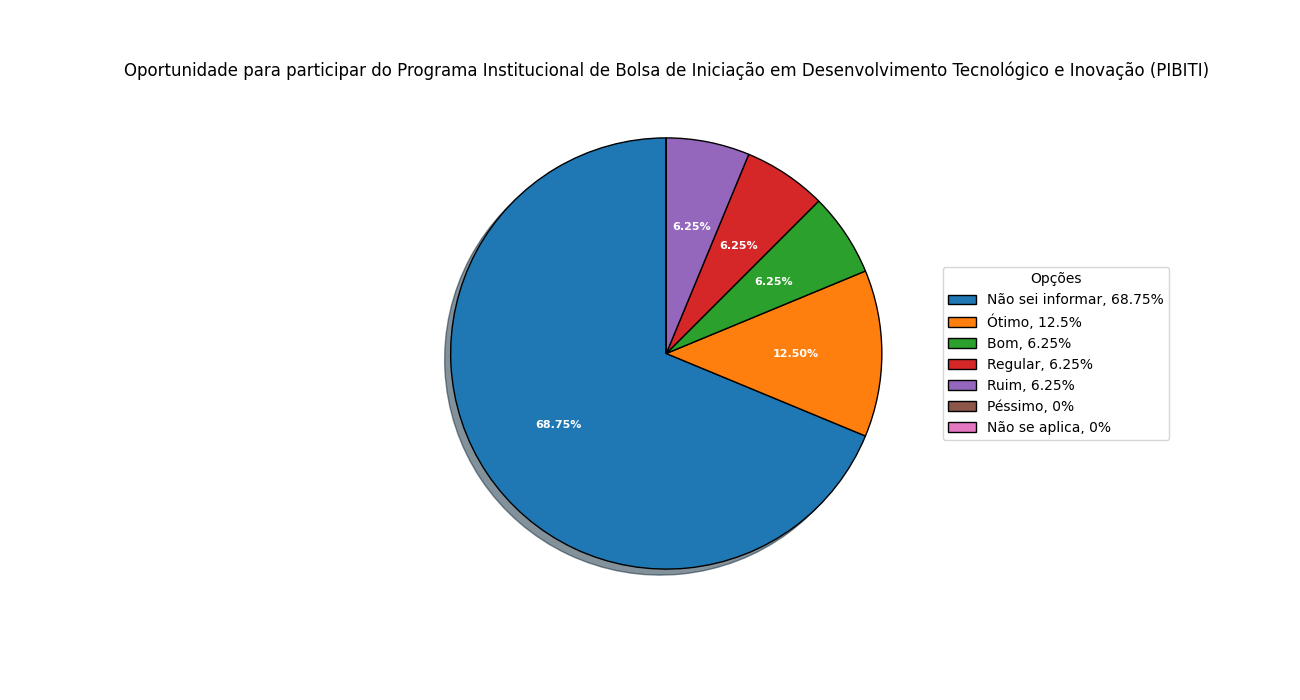 Oportunidade para participar do Programa Institucional de Bolsa de Iniciação em Desenvolvimento Tecnológico e Inovação (PIBITI)
6.25%
6.25%
6.25%
12.50%
68.75%
Opções
Não sei informar, 68.75%
Ótimo, 12.5%
Bom, 6.25%
Regular, 6.25%
Ruim, 6.25%
Péssimo, 0%
Não se aplica, 0%